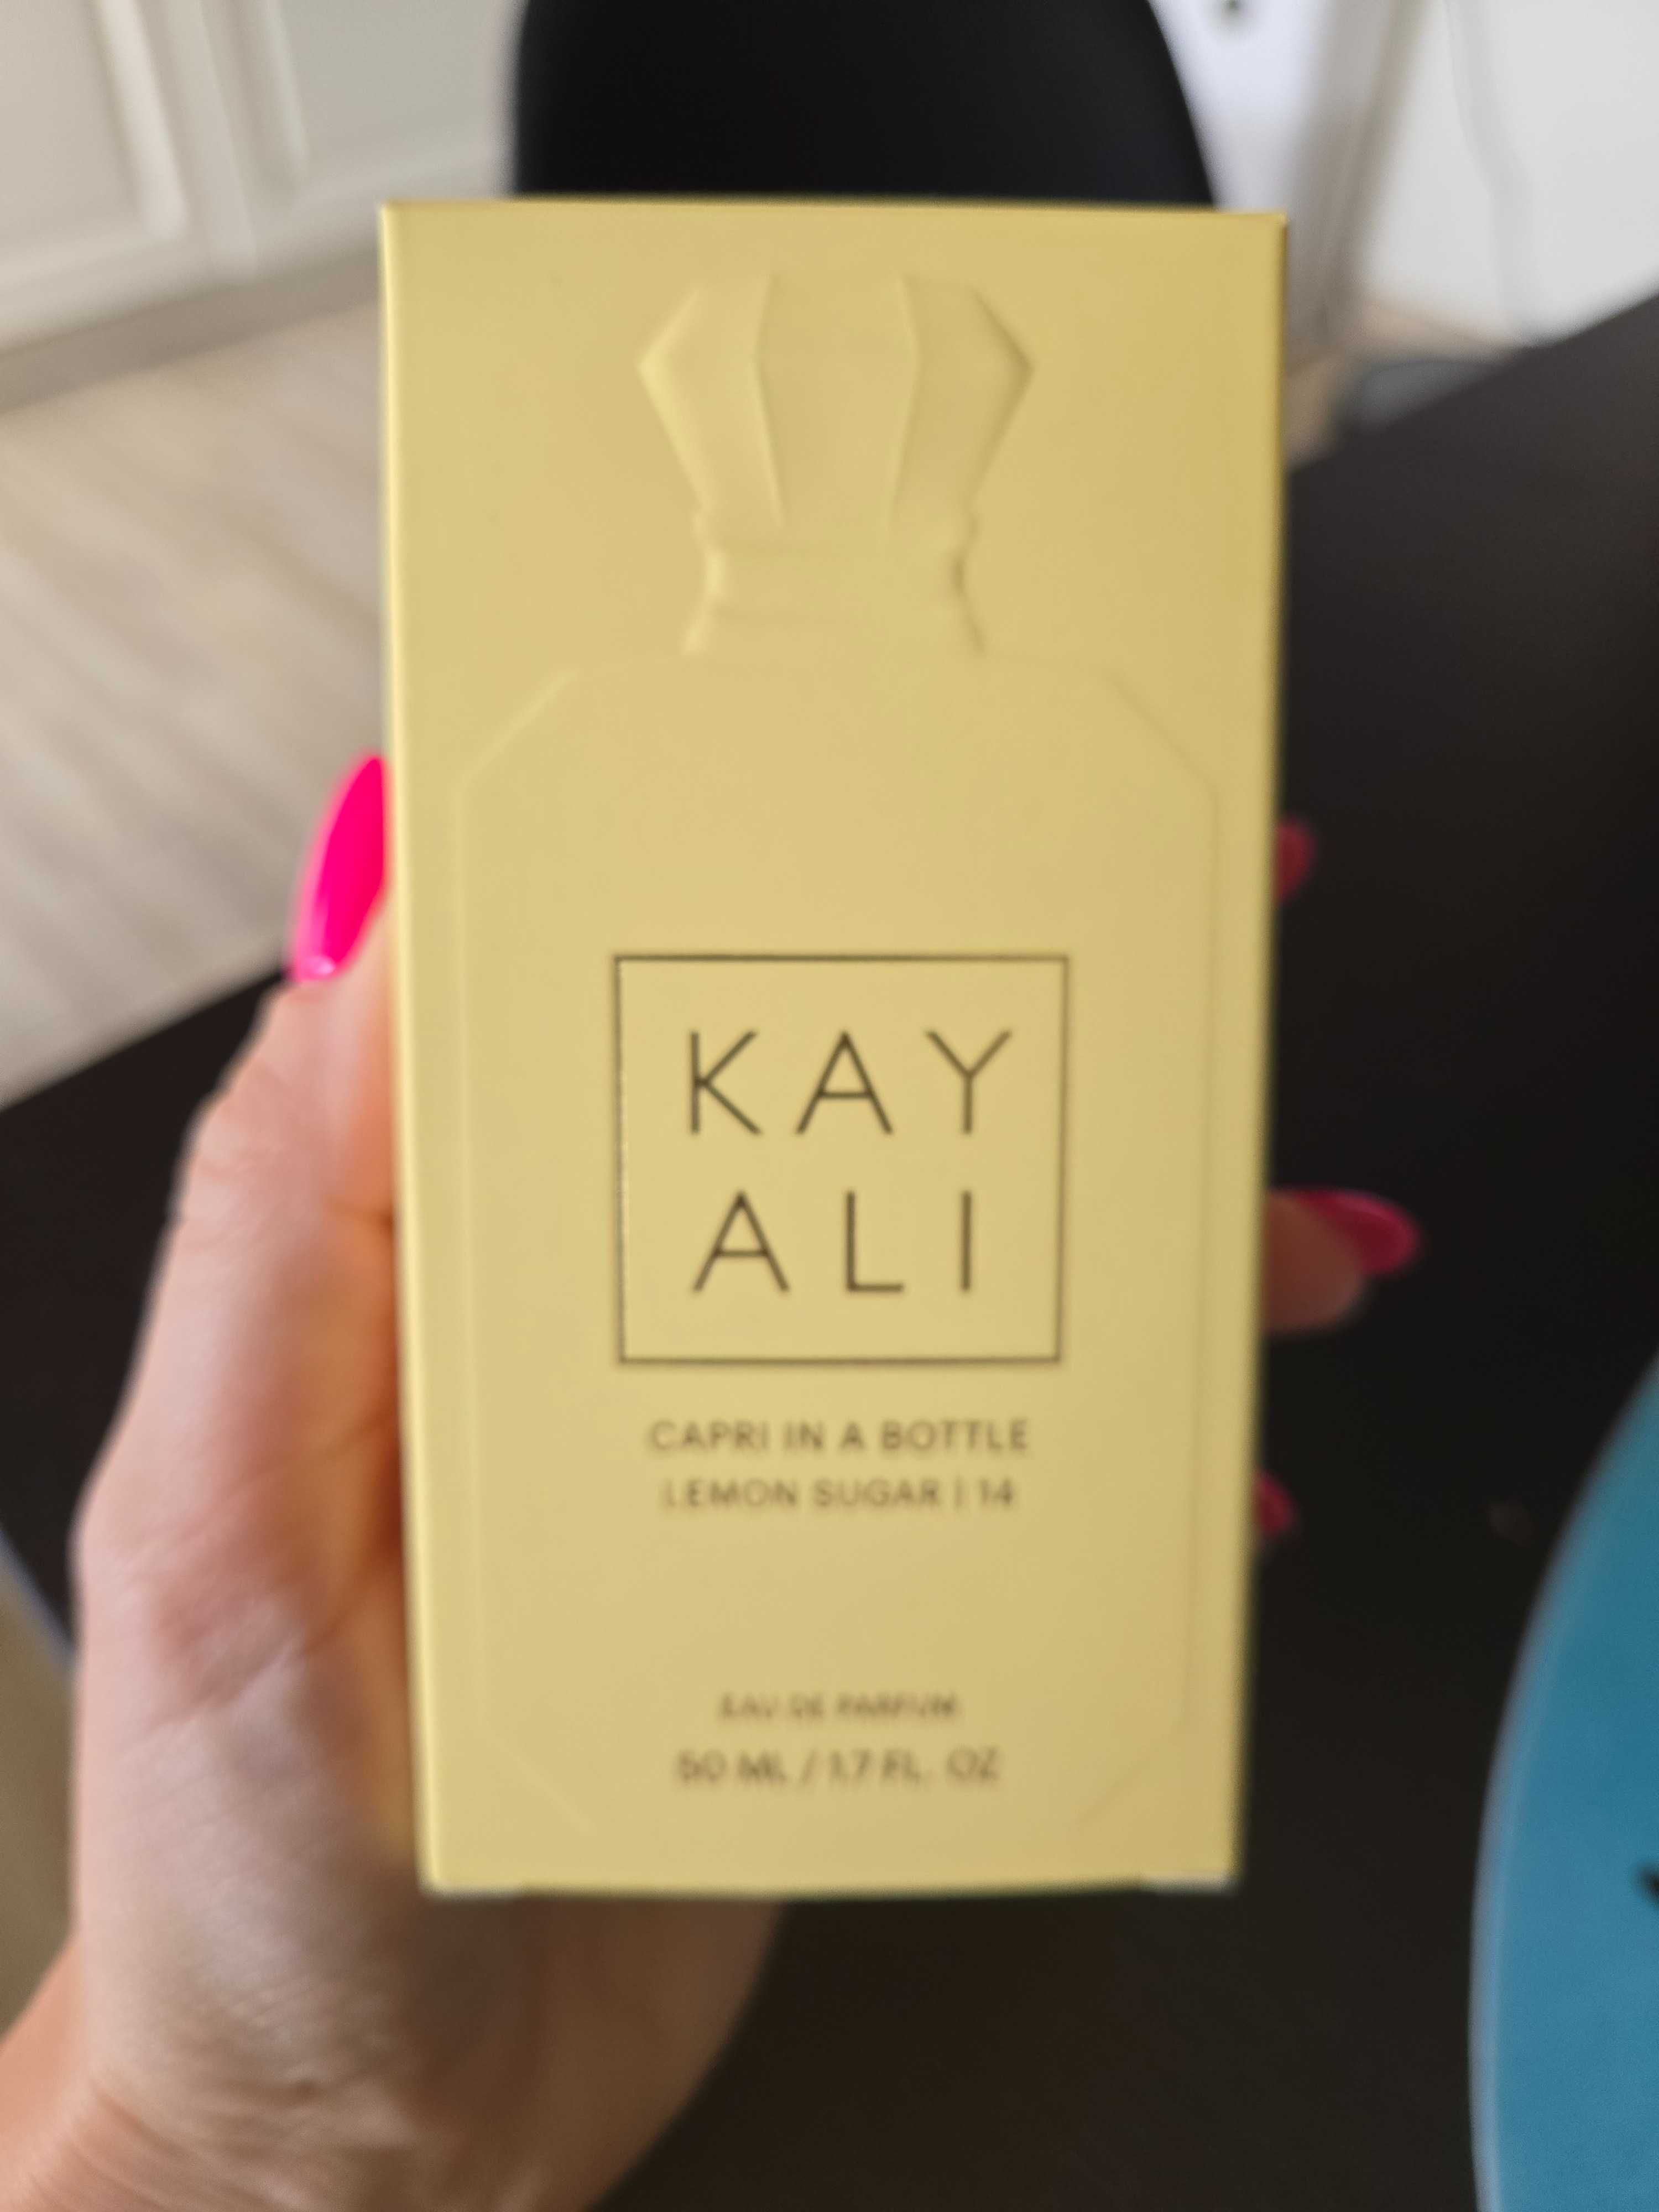 KAY
ALI
CAPRI IN A BOTTLE
LEMON SUGAR | 14
EAU DE PARFUM
50 ML / 1.7 FL. OZ